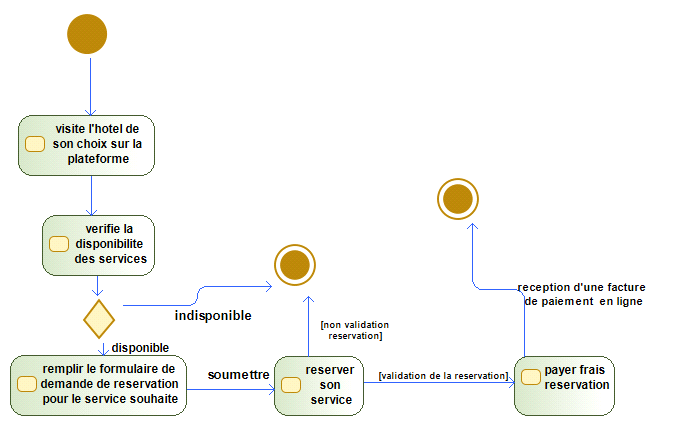 visite l'hotel de
son choix sur la
plateforme
verifie la
disponibilite
des services
indisponible
disponible
remplir le formulaire de
demande de reservation
pour le service souhaite
soumettre
[non validation
reservation]
reserver
son
service
[validation de la reservation]
reception d'une facture
de paiement en ligne
payer frais
reservation